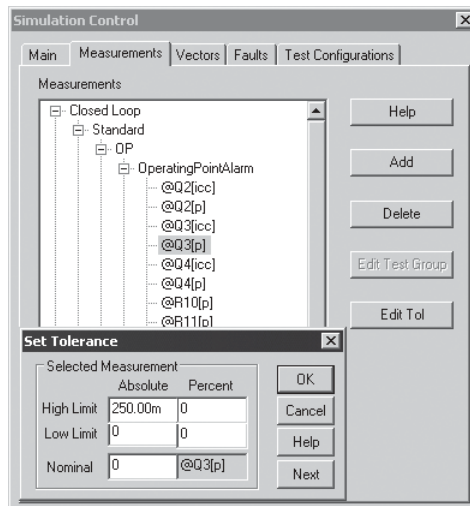 Simulation Control
Main Measurements Vectors Faults Test Configurations
Measurements
Closed Loop
Standard
OP
OperatingPointAlarm
@Q2[icc]
@Q2[p]
@Q3[icc]
@Q3[p]
@Q4[icc]
@Q4[p]
@R10[p]
@R11[p]
Help
Add
Delete
Edit Test Group
Edit Tol
Set Tolerance
Selected Measurement
Absolute Percent
High Limit 250.00m 0
Low Limit 0 0
Nominal 0 @Q3[p]
OK
Cancel
Help
Next